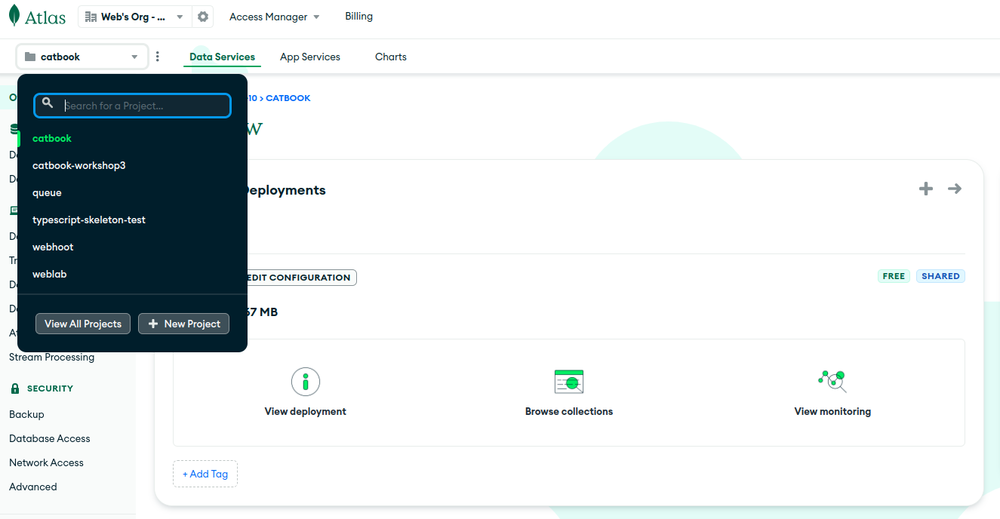 Atlas
Web's Org - ...
Access Manager
Billing
catbook
Data Services
App Services
Charts
Search for a Project...
catbook
catbook-workshop3
queue
typescript-skeleton-test
webhoot
weblab
View All Projects
New Project
Stream Processing
SECURITY
Backup
Database Access
Network Access
Advanced
-10 > CATBOOK
Deployments
EDIT CONFIGURATION
FREE
SHARED
MB
View deployment
Browse collections
View monitoring
+ Add Tag